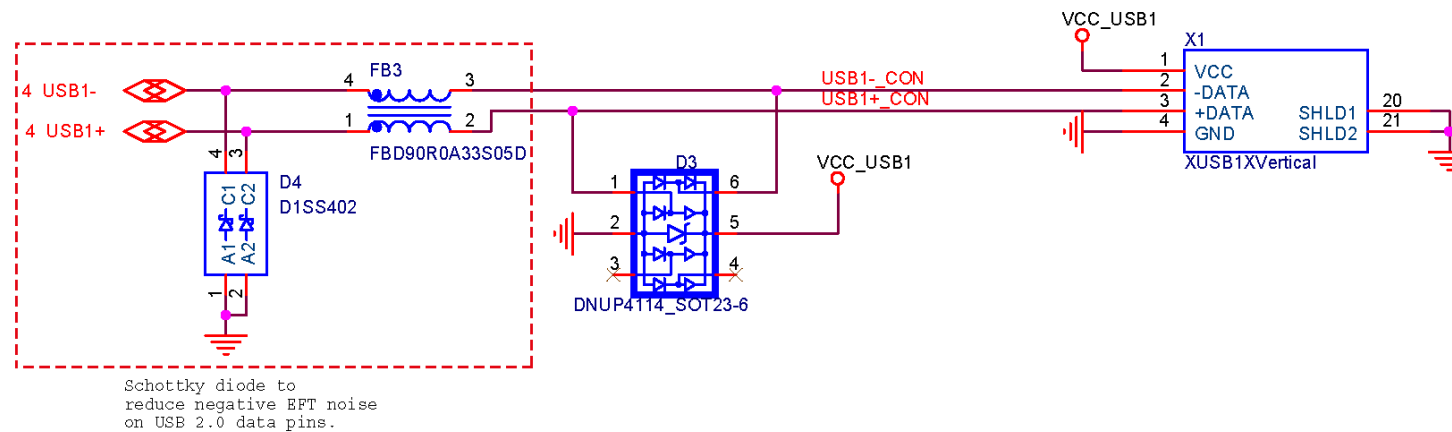 VCC_USB1
X1
FB3
4 USB1-
4
3
USB1-_CON
1
VCC
2
-DATA
4 USB1+
1
2
USB1+_CON
3
+DATA
SHLD1
20
4
GND
SHLD2
21
FBD90R0A33S05D
XUSB1XVertical
4
3
D4
D1SS402
C1
C2
A1
A2
1
2
D3
VCC_USB1
1
6
2
5
3
4
DNUP4114_SOT23-6
Schottky diode to
reduce negative EFT noise
on USB 2.0 data pins.